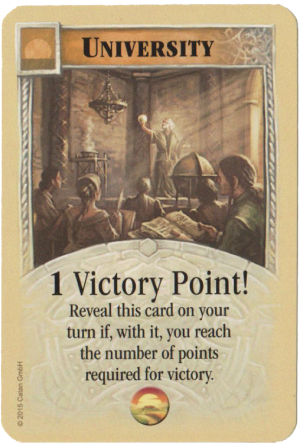 UNIVERSITY
1 Victory Point!
Reveal this card on your
turn if, with it, you reach
the number of points
required for victory.
© 2015 Catan GmbH